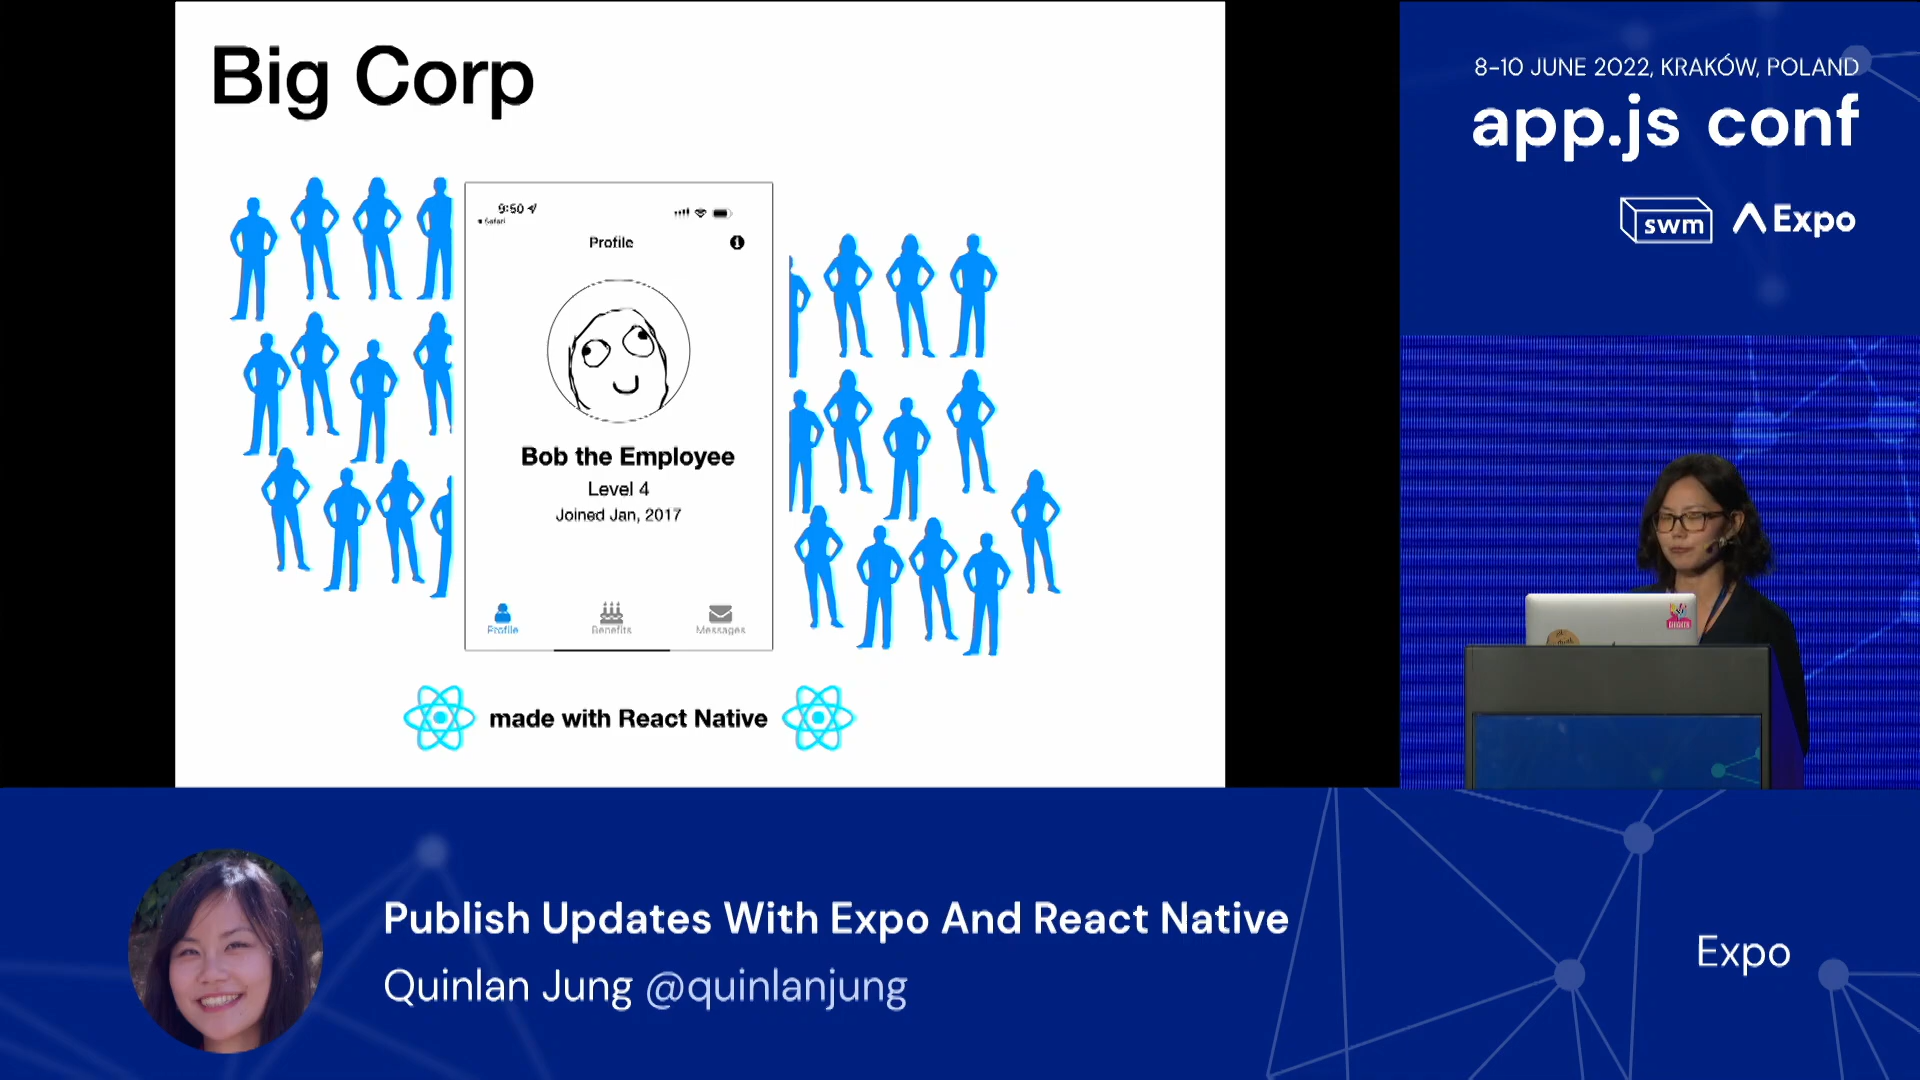 Big Corp
9:50
Safari
Profile
Bob the Employee
Level 4
Joined Jan, 2017
Profile
Benefits
Messages
made with React Native
8–10 JUNE 2022, KRAKÓW, POLAND
app.js conf
swm
Expo
Publish Updates With Expo And React Native
Quinlan Jung @quinlanjung
Expo